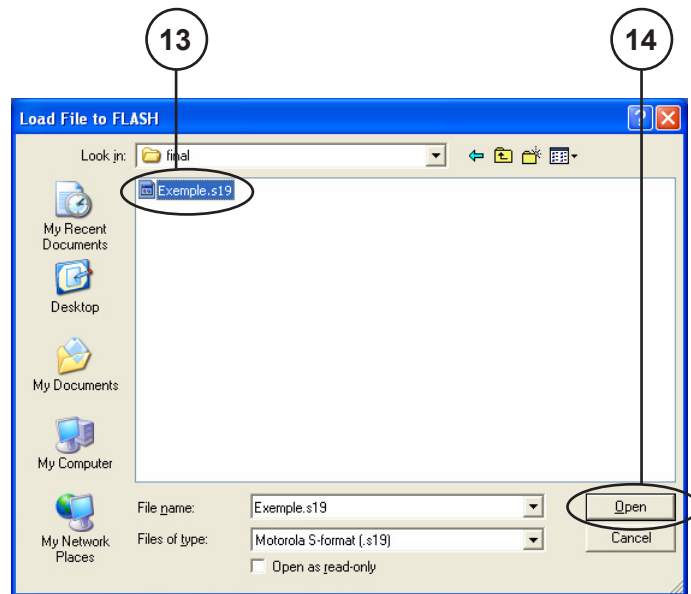 13
14
Load File to FLASH
Look in:
final
Exemple.s19
My Recent
Documents
Desktop
My Documents
My Computer
My Network
Places
File name:
Exemple.s19
Open
Files of type:
Motorola S-format (.s19)
Cancel
Open as read-only